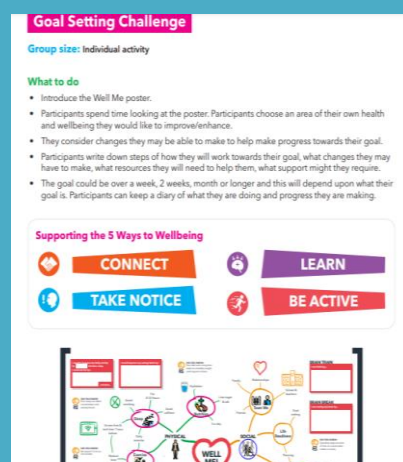 Goal Setting Challenge
Group size: Individual activity
What to do
• Introduce the Well Me poster.
• Participants spend time looking at the poster. Participants choose an area of their own health
and wellbeing they would like to improve/enhance.
• They consider changes they may be able to make to help make progress towards their goal.
• Participants write down steps of how they will work towards their goal, what changes they may
have to make, what resources they will need to help them, what support might they require.
• The goal could be over a week, 2 weeks, month or longer and this will depend upon what their
goal is. Participants can keep a diary of what they are doing and progress they are making.
Supporting the 5 Ways to Wellbeing
CONNECT
LEARN
TAKE NOTICE
BE ACTIVE
PHYSICAL
SOCIAL
WELL
ME!